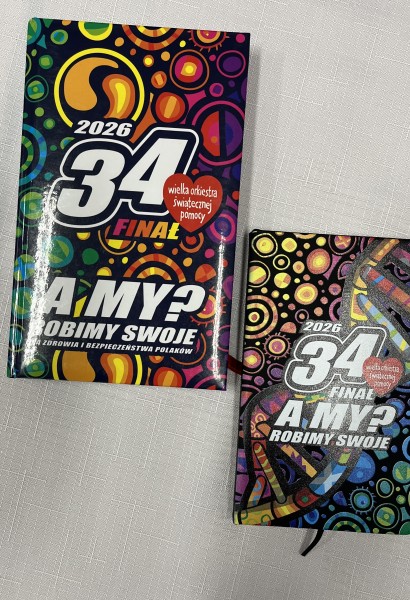 2026
34
FINAŁ
wielka orkiestra
świątecznej
pomocy
A MY?
ROBIMY SWOJE
DLA ZDROWIA I BEZPIECZEŃSTWA POLAKÓW
2026
34
FINAŁ
wielka orkiestra
świątecznej
pomocy
A MY?
ROBIMY SWOJE